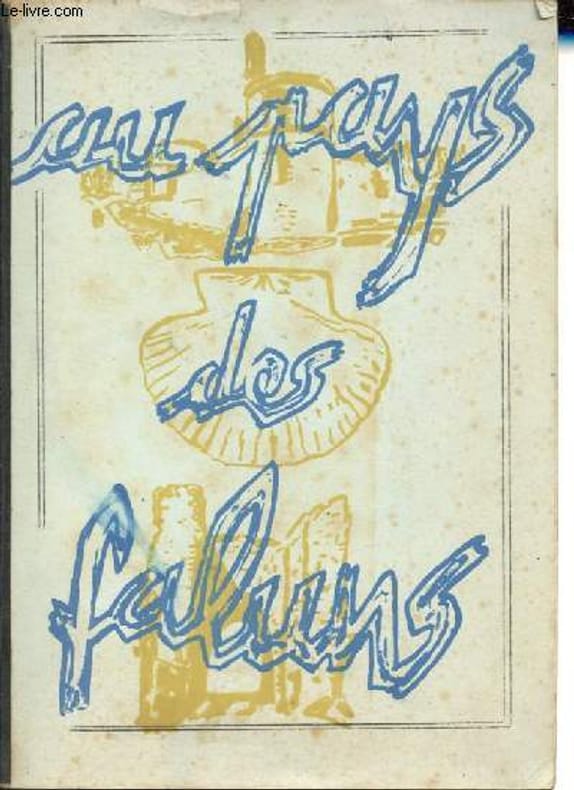 Le-livre.com
au pays
des
faluns